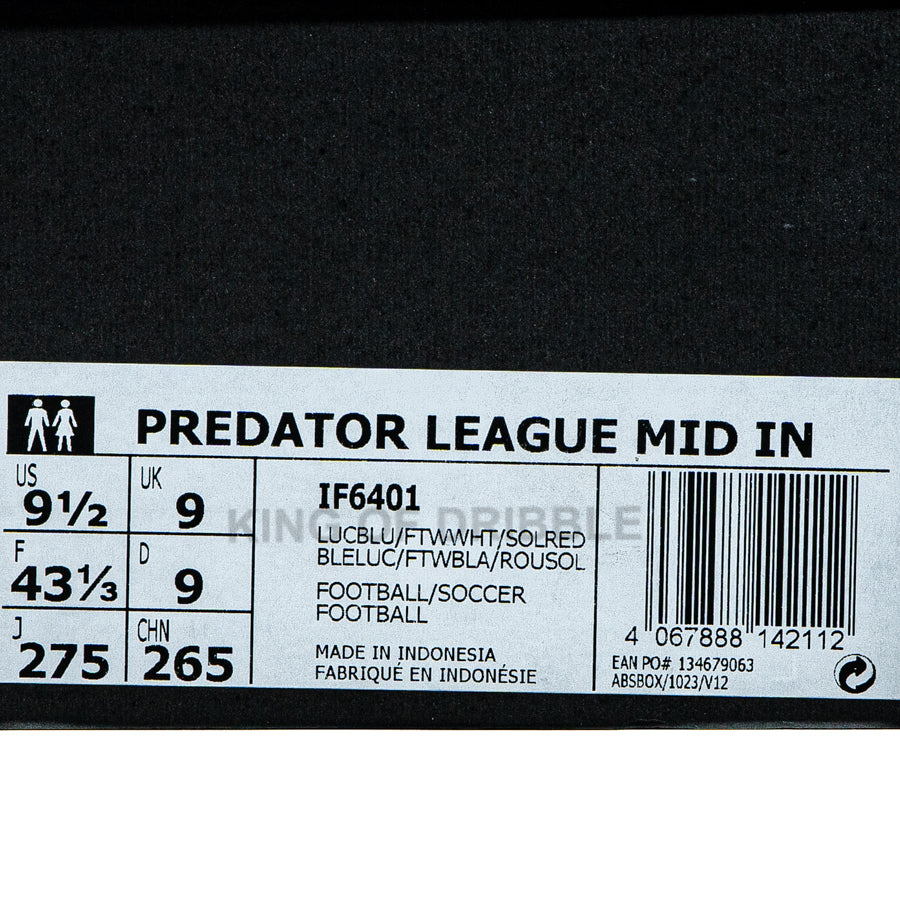 PREDATOR LEAGUE MID IN
US 9½
UK 9
F 43⅓
D 9
J 275
CHN 265
IF6401
KING OF DRIBBLE
LUCBLU/FTWWHT/SOLRED
BLELUC/FTWBLA/ROUSOL
FOOTBALL/SOCCER
FOOTBALL
MADE IN INDONESIA
FABRIQUÉ EN INDONÉSIE
4 067888 142112
EAN PO# 134679063
ABSBOX/1023/V12